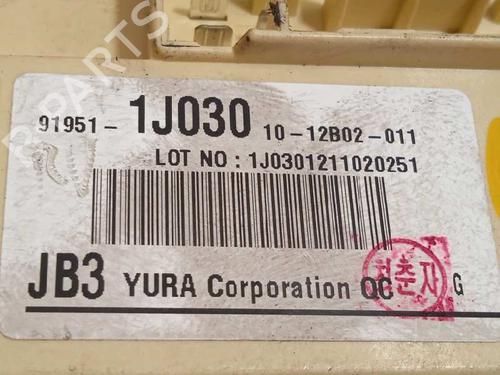 91951- 1J030 10-12B02-011
LOT NO : 1J0301211020251
JB3 YURA Corporation QC G